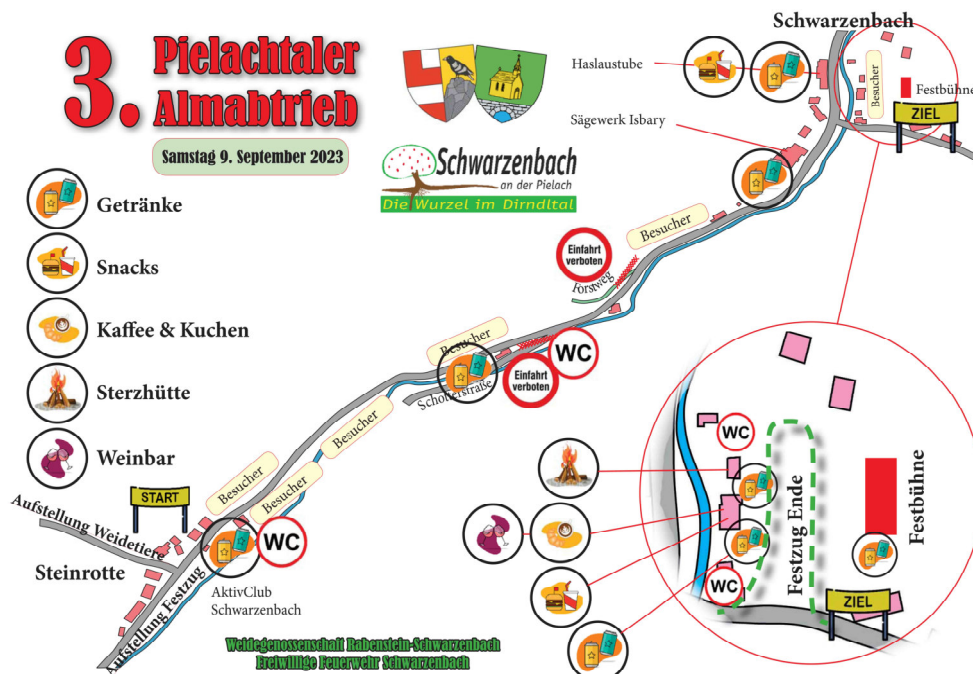 3. Pielachtaler
Almabtrieb
Samstag 9. September 2023
Schwarzenbach
an der Pielach
Die Wurzel im Dirndltal
Getränke
Snacks
Kaffee & Kuchen
Sterzhütte
Weinbar
Schwarzenbach
Haslaustube
Sägewerk Isbary
Besucher
Festbühne
ZIEL
Besucher
Einfahrt
verboten
Forstweg
Besucher
WC
Einfahrt
verboten
Schotterstraße
Besucher
Besucher
Besucher
START
Aufstellung Weidetiere
Steinrotte
WC
Aufstellung Festzug
AktivClub
Schwarzenbach
WC
Festzug Ende
Festbühne
WC
ZIEL
Weidegenossenschaft Rabenstein-Schwarzenbach
Freiwillige Feuerwehr Schwarzenbach